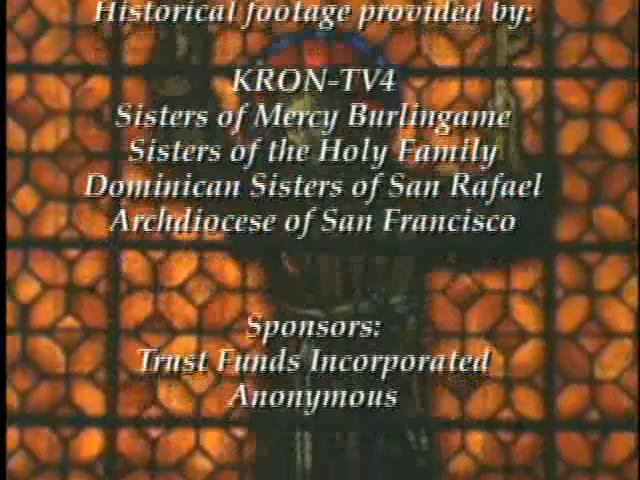 Historical footage provided by:
KRON-TV4
Sisters of Mercy Burlingame
Sisters of the Holy Family
Dominican Sisters of San Rafael
Archdiocese of San Francisco
Sponsors:
Trust Funds Incorporated
Anonymous